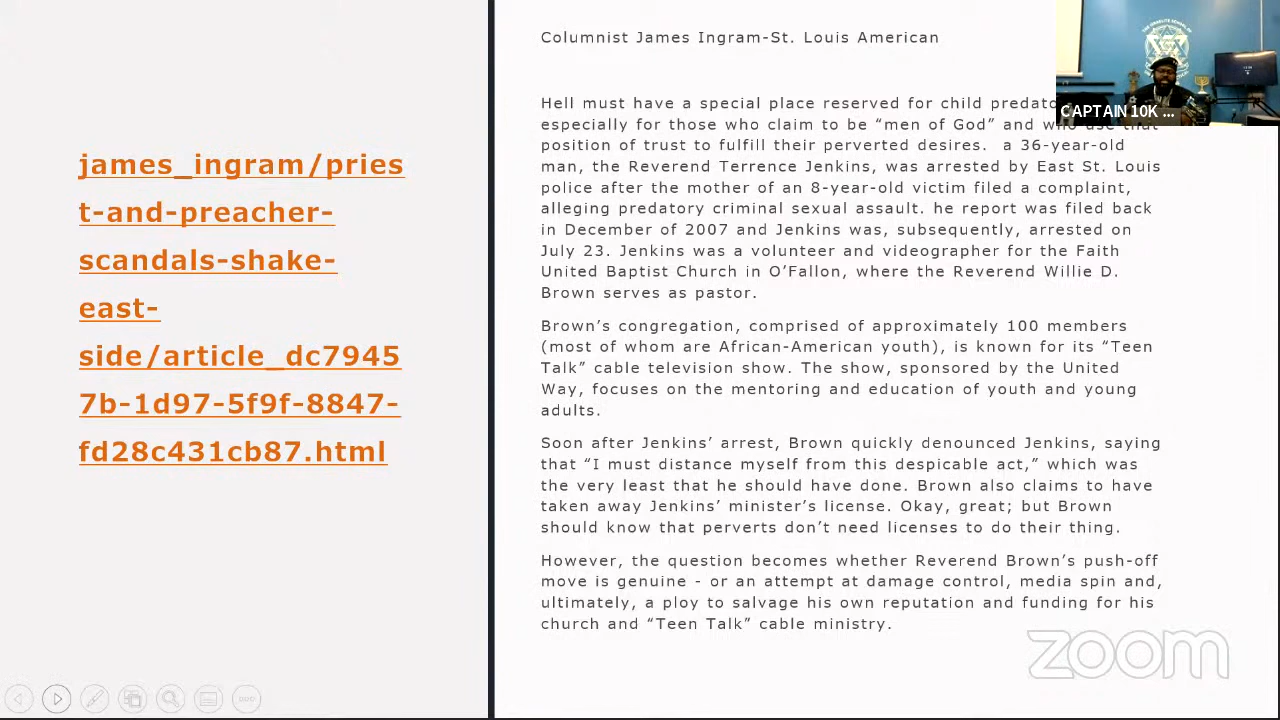 james_ingram/pries
t-and-preacher-
scandals-shake-
east-
side/article_dc7945
7b-1d97-5f9f-8847-
fd28c431cb87.html
Columnist James Ingram-St. Louis American
Hell must have a special place reserved for child
especially for those who claim to be “men of God” and
position of trust to fulfill their perverted desires. a 36-year-old
man, the Reverend Terrence Jenkins, was arrested by East St. Louis
police after the mother of an 8-year-old victim filed a complaint,
alleging predatory criminal sexual assault. he report was filed back
in December of 2007 and Jenkins was, subsequently, arrested on
July 23. Jenkins was a volunteer and videographer for the Faith
United Baptist Church in O’Fallon, where the Reverend Willie D.
Brown serves as pastor.
Brown’s congregation, comprised of approximately 100 members
(most of whom are African-American youth), is known for its “Teen
Talk” cable television show. The show, sponsored by the United
Way, focuses on the mentoring and education of youth and young
adults.
Soon after Jenkins’ arrest, Brown quickly denounced Jenkins, saying
that “I must distance myself from this despicable act,” which was
the very least that he should have done. Brown also claims to have
taken away Jenkins’ minister’s license. Okay, great; but Brown
should know that perverts don’t need licenses to do their thing.
However, the question becomes whether Reverend Brown’s push-off
move is genuine - or an attempt at damage control, media spin and,
ultimately, a ploy to salvage his own reputation and funding for his
church and “Teen Talk” cable ministry.
CAPTAIN 10K ...
zoom